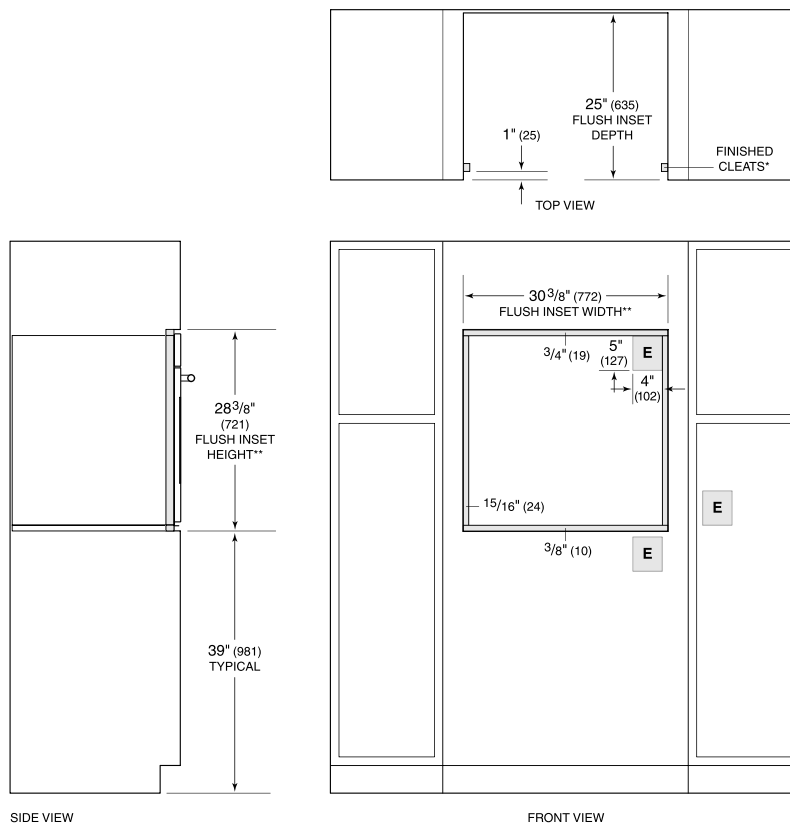 25" (635)
FLUSH INSET
DEPTH
1" (25)
FINISHED
CLEATS*
TOP VIEW
30 3/8" (772)
FLUSH INSET WIDTH**
3/4" (19)
5"
(127)
E
4"
(102)
28 3/8"
(721)
FLUSH INSET
HEIGHT**
15/16" (24)
E
3/8" (10)
E
39" (981)
TYPICAL
SIDE VIEW
FRONT VIEW